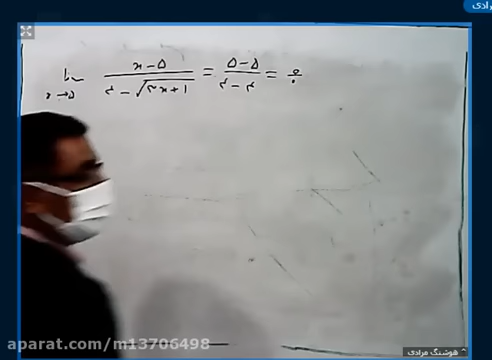 مرادی
lim x→۵ (x-۵)/(۴-√(۳x+۱)) = (۵-۵)/(۴-۴) = ۰/۰
aparat.com/m13706498
هوشنگ مرادی